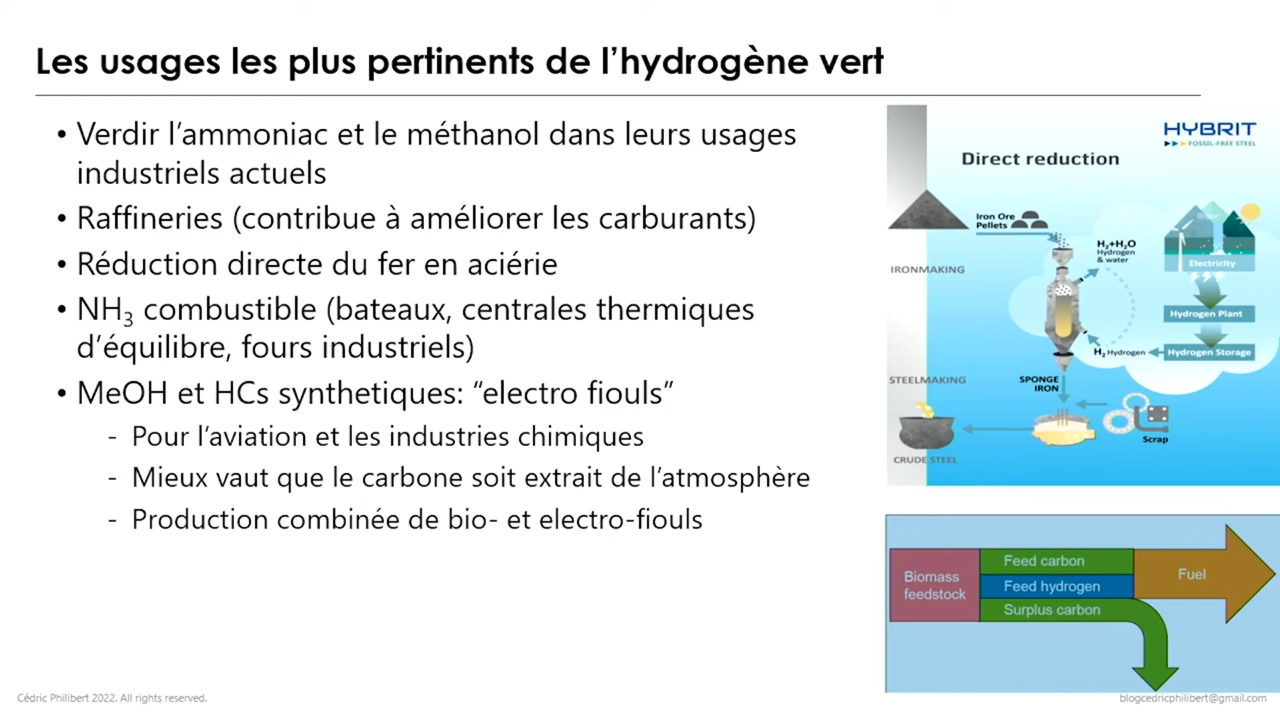 Les usages les plus pertinents de l’hydrogène vert
• Verdir l’ammoniac et le méthanol dans leurs usages
industriels actuels
• Raffineries (contribue à améliorer les carburants)
• Réduction directe du fer en aciérie
• NH₃ combustible (bateaux, centrales thermiques
d’équilibre, fours industriels)
• MeOH et HCs synthetiques: “electro fiouls”
- Pour l’aviation et les industries chimiques
- Mieux vaut que le carbone soit extrait de l’atmosphère
- Production combinée de bio- et electro-fiouls
HYBRIT
FOSSIL-FREE STEEL
Direct reduction
Iron Ore
Pellets
H₂+H₂O
Hydrogen
& water
Electricity
IRONMAKING
Hydrogen Plant
H₂ Hydrogen
Hydrogen Storage
STEELMAKING
SPONGE
IRON
Scrap
CRUDE STEEL
Biomass
feedstock
Feed carbon
Feed hydrogen
Surplus carbon
Fuel
Cédric Philibert 2022. All rights reserved.
blogcedricphilibert@gmail.com